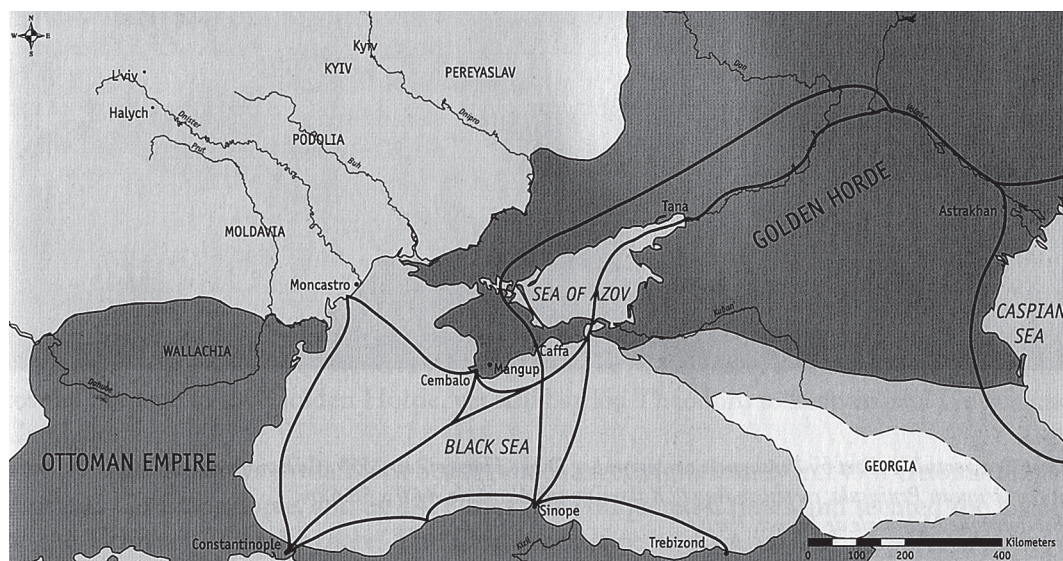 N
W E
S
Kyiv
L'viv
KYIV
PEREYASLAV
Don
Halych
Dnister
Dnipro
Volga
PODOLIA
Prut
Buh
GOLDEN HORDE
Tana
Astrakhan
MOLDAVIA
Moncastro
SEA OF AZOV
CASPIAN
SEA
Kuban
WALLACHIA
Caffa
Mangup
Cembalo
Danube
BLACK SEA
OTTOMAN EMPIRE
GEORGIA
Sinope
Constantinople
Kizil
Trebizond
Kilometers
0 100 200 400